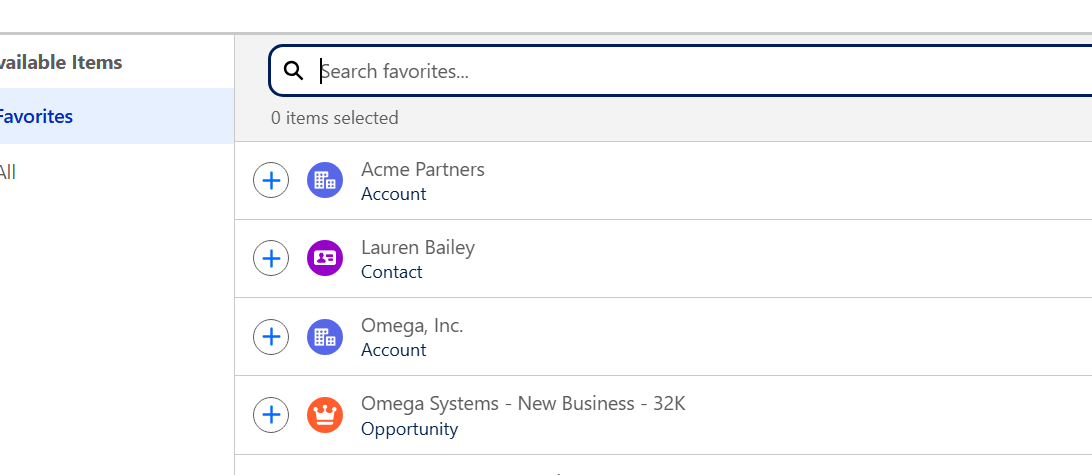 vailable Items
Favorites
All
Search favorites...
0 items selected
Acme Partners
Account
Lauren Bailey
Contact
Omega, Inc.
Account
Omega Systems - New Business - 32K
Opportunity